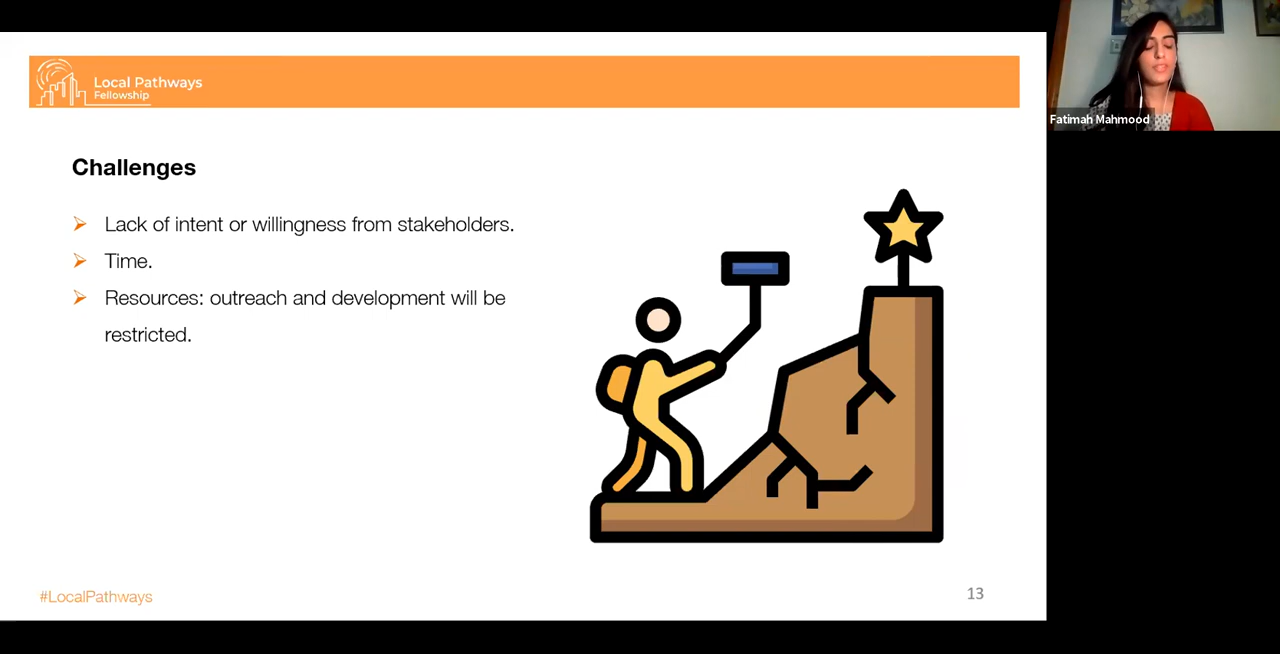 Local Pathways
Fellowship
Fatimah Mahmood
Challenges
Lack of intent or willingness from stakeholders.
Time.
Resources: outreach and development will be
restricted.
#LocalPathways
13